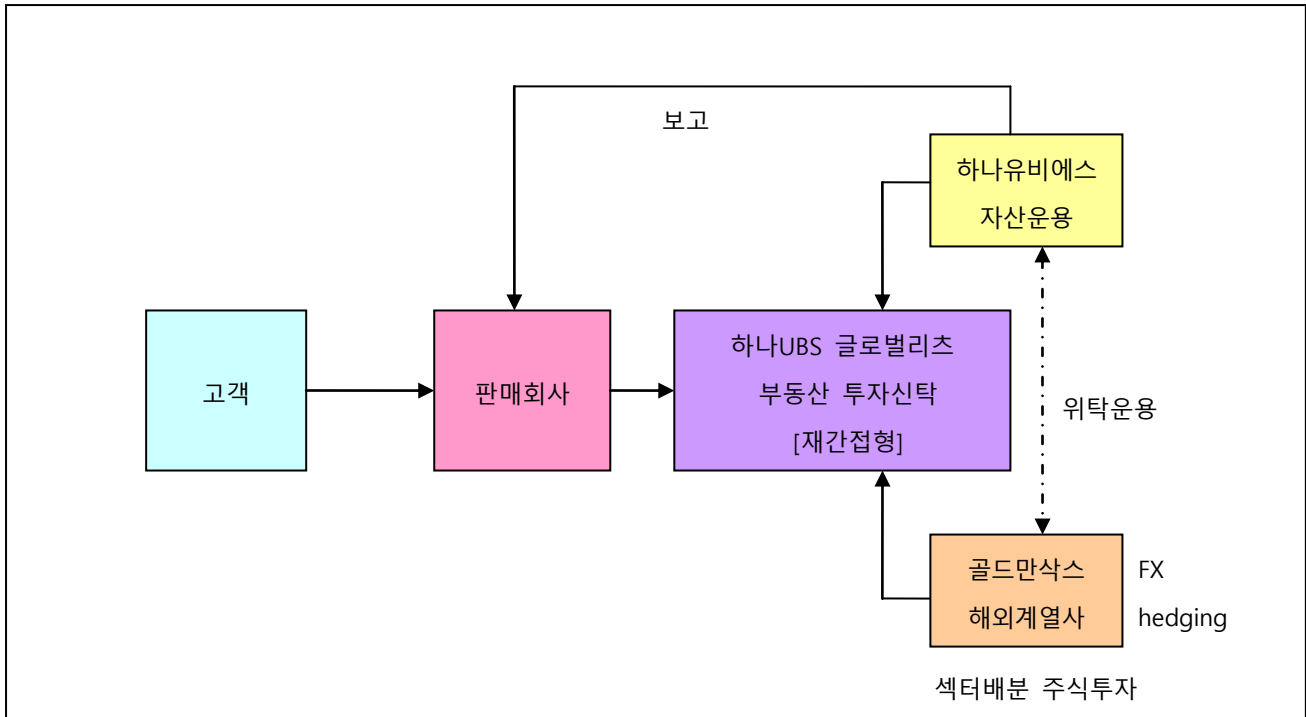 보고
하나유비에스
자산운용
고객
판매회사
하나UBS 글로벌리츠
부동산 투자신탁
[재간접형]
위탁운용
골드만삭스
해외계열사
FX
hedging
섹터배분 주식투자